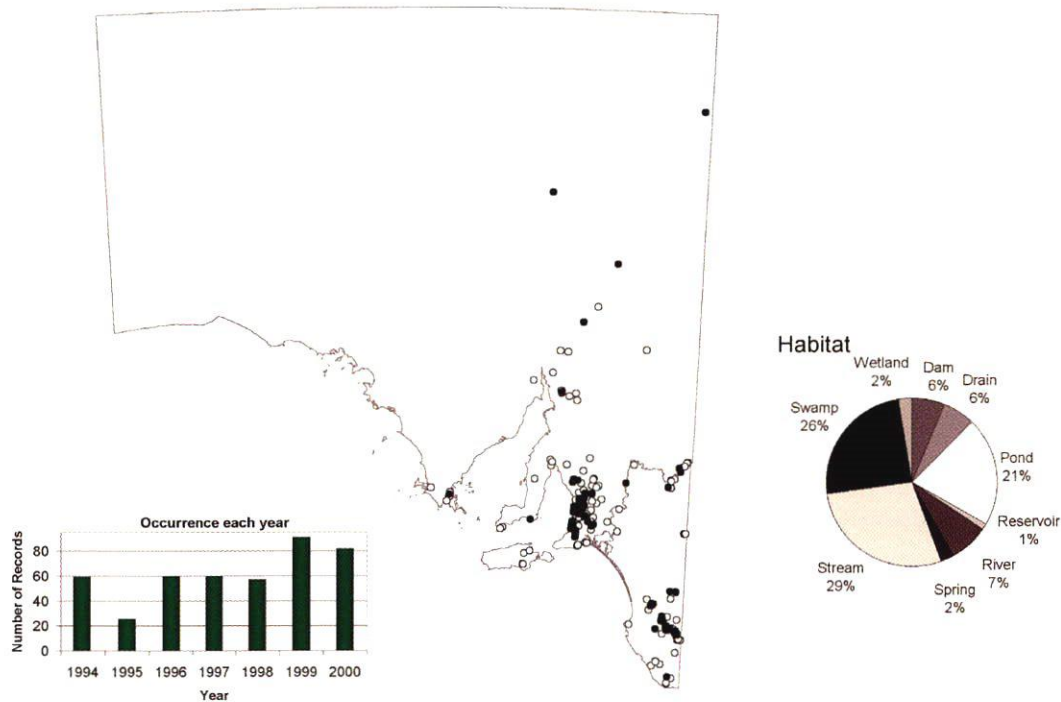 Habitat
Wetland
2%
Dam
6%
Drain
6%
Swamp
26%
Pond
21%
Reservoir
1%
River
7%
Spring
2%
Stream
29%
Occurrence each year
Number of Records
80
60
40
20
0
1994 1995 1996 1997 1998 1999 2000
Year